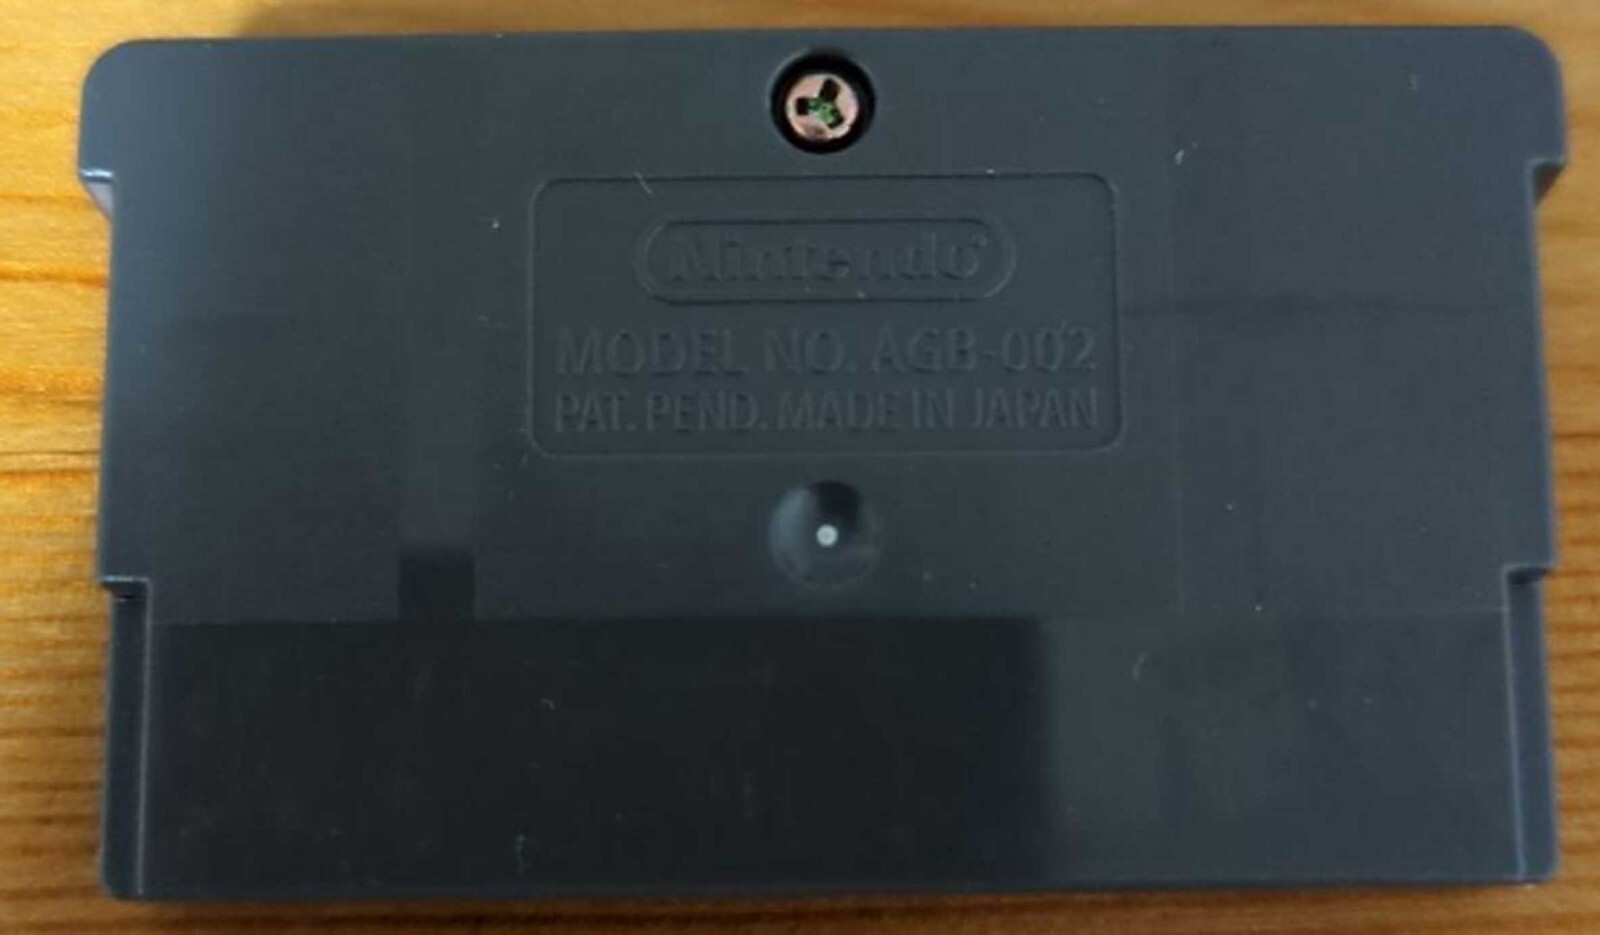 Nintendo®
MODEL NO. AGB-002
PAT. PEND. MADE IN JAPAN